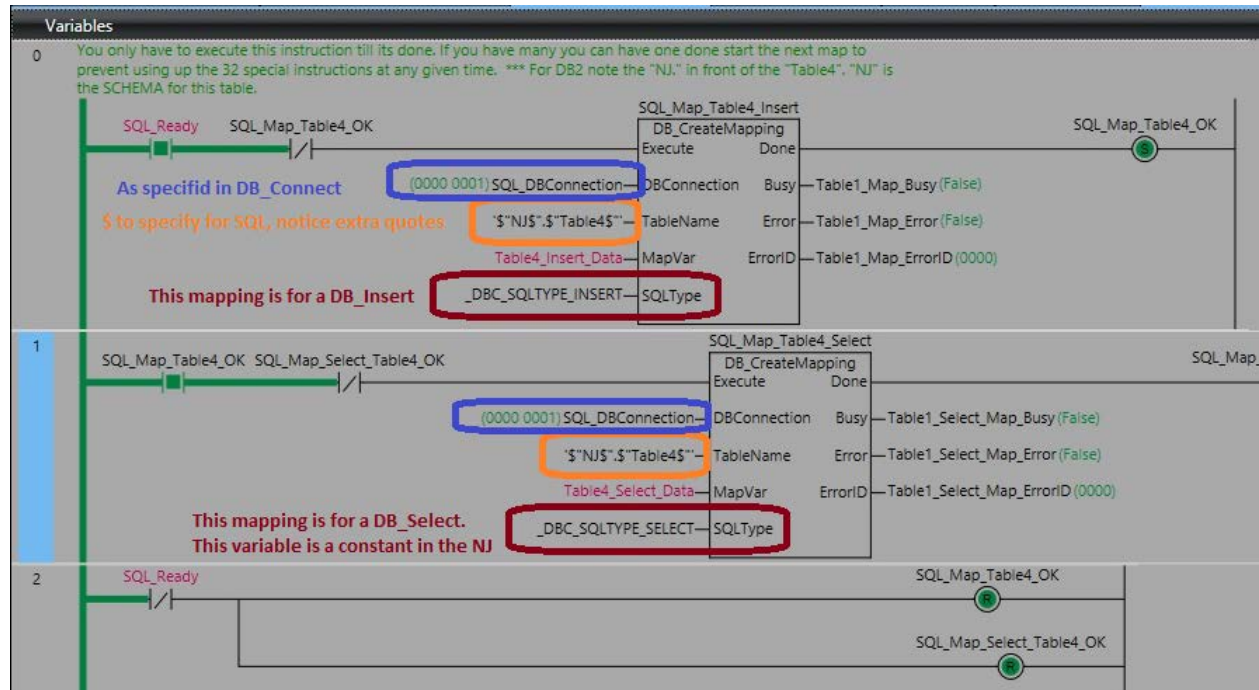 Variables
0
You only have to execute this instruction till its done. If you have many you can have one done start the next map to
prevent using up the 32 special instructions at any given time. *** For DB2 note the "NJ." in front of the "Table4". "NJ" is
the SCHEMA for this table.
SQL_Map_Table4_Insert
SQL_Ready SQL_Map_Table4_OK DB_CreateMapping SQL_Map_Table4_OK
Execute Done
S
As specifid in DB_Connect (0000 0001) SQL_DBConnection DBConnection Busy Table1_Map_Busy (False)
$ to specify for SQL, notice extra quotes '$"NJ$".$"Table4$"' TableName Error Table1_Map_Error (False)
Table4_Insert_Data MapVar ErrorID Table1_Map_ErrorID (0000)
This mapping is for a DB_Insert _DBC_SQLTYPE_INSERT SQLType
1
SQL_Map_Table4_Select
SQL_Map_Table4_OK SQL_Map_Select_Table4_OK DB_CreateMapping SQL_Map_
Execute Done
(0000 0001) SQL_DBConnection DBConnection Busy Table1_Select_Map_Busy (False)
'$"NJ$".$"Table4$"' TableName Error Table1_Select_Map_Error (False)
Table4_Select_Data MapVar ErrorID Table1_Select_Map_ErrorID (0000)
This mapping is for a DB_Select. _DBC_SQLTYPE_SELECT SQLType
This variable is a constant in the NJ
2
SQL_Ready SQL_Map_Table4_OK
R
SQL_Map_Select_Table4_OK
R